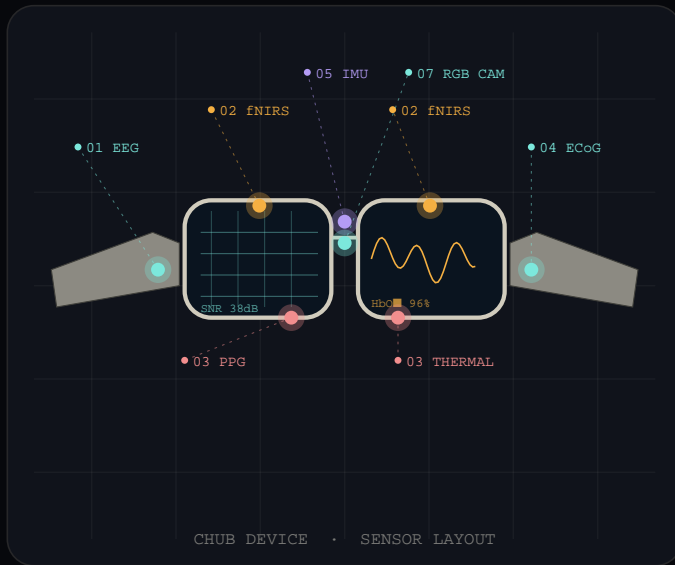 05 IMU
07 RGB CAM
02 fNIRS
02 fNIRS
01 EEG
04 ECoG
SNR 38dB
HbO 96%
03 PPG
03 THERMAL
CHUB DEVICE · SENSOR LAYOUT